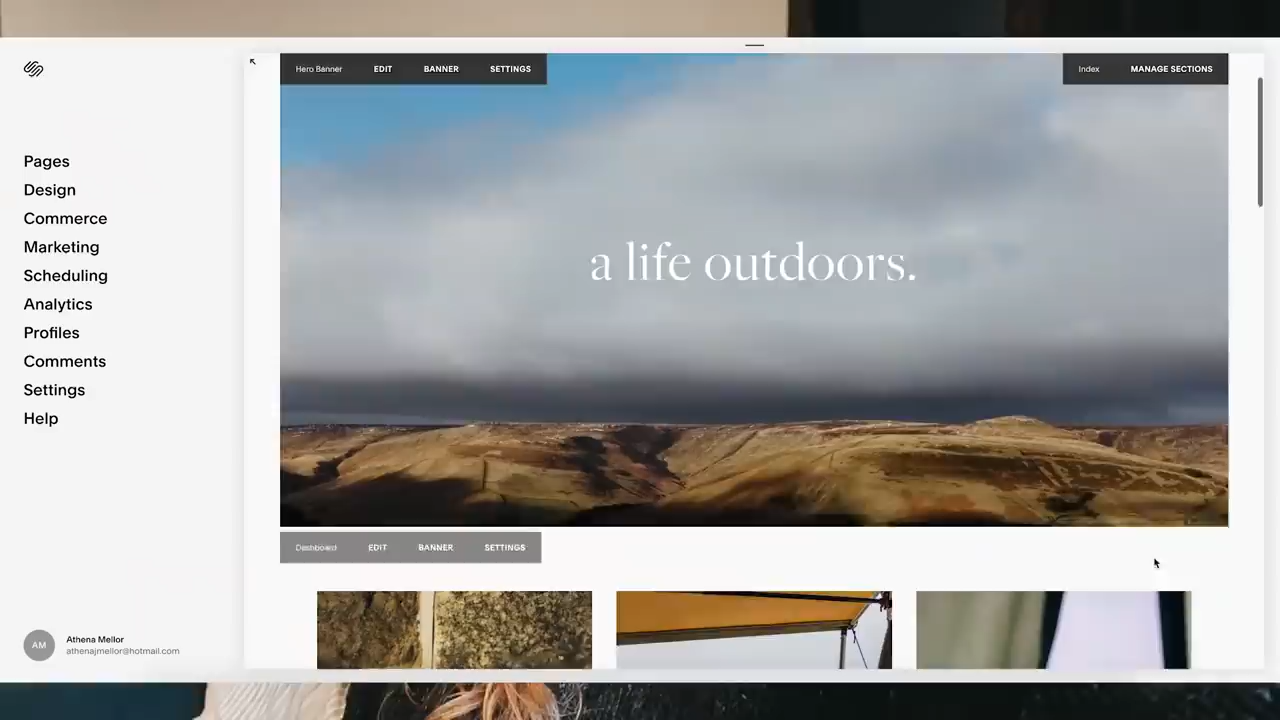 Hero Banner EDIT BANNER SETTINGS
Index MANAGE SECTIONS
Pages
Design
Commerce
Marketing
Scheduling
Analytics
Profiles
Comments
Settings
Help
a life outdoors.
Dashboard EDIT BANNER SETTINGS
AM
Athena Mellor
athenajmellor@hotmail.com